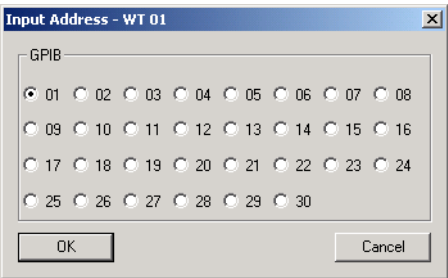 Input Address - WT 01
GPIB
01 02 03 04 05 06 07 08
09 10 11 12 13 14 15 16
17 18 19 20 21 22 23 24
25 26 27 28 29 30
OK Cancel